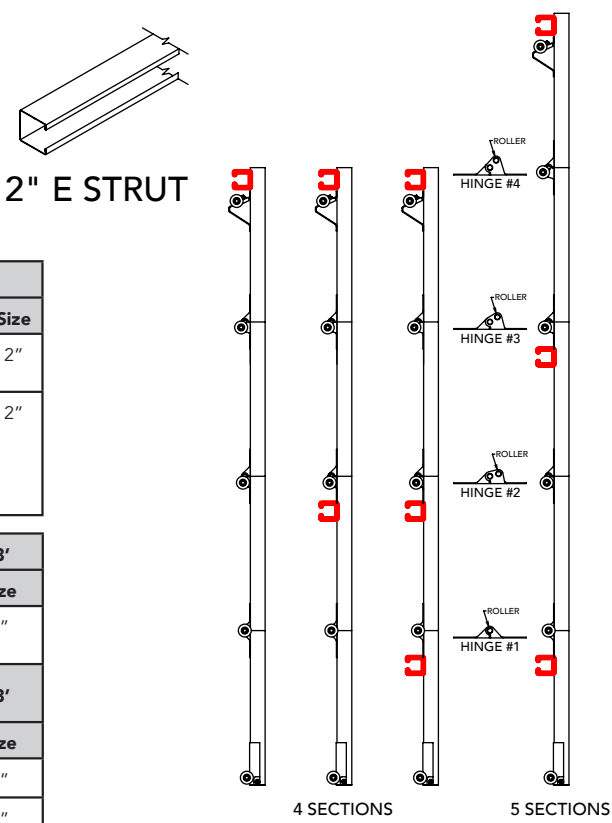 2" E STRUT
Size
2"
2"
3'
ze
"
3'
ze
"
"
ROLLER
HINGE #4
ROLLER
HINGE #3
ROLLER
HINGE #2
ROLLER
HINGE #1
4 SECTIONS
5 SECTIONS